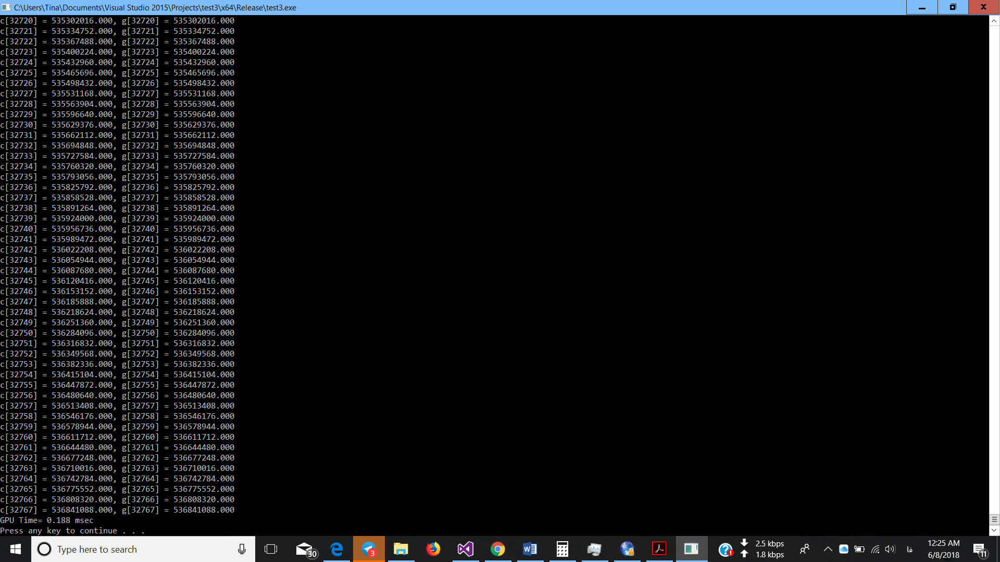 C:\Users\Tina\Documents\Visual Studio 2015\Projects\test3\x64\Release\test3.exe
c[32720] = 535302016.000, g[32720] = 535302016.000
c[32721] = 535334752.000, g[32721] = 535334752.000
c[32722] = 535367488.000, g[32722] = 535367488.000
c[32723] = 535400224.000, g[32723] = 535400224.000
c[32724] = 535432960.000, g[32724] = 535432960.000
c[32725] = 535465696.000, g[32725] = 535465696.000
c[32726] = 535498432.000, g[32726] = 535498432.000
c[32727] = 535531168.000, g[32727] = 535531168.000
c[32728] = 535563904.000, g[32728] = 535563904.000
c[32729] = 535596640.000, g[32729] = 535596640.000
c[32730] = 535629376.000, g[32730] = 535629376.000
c[32731] = 535662112.000, g[32731] = 535662112.000
c[32732] = 535694848.000, g[32732] = 535694848.000
c[32733] = 535727584.000, g[32733] = 535727584.000
c[32734] = 535760320.000, g[32734] = 535760320.000
c[32735] = 535793056.000, g[32735] = 535793056.000
c[32736] = 535825792.000, g[32736] = 535825792.000
c[32737] = 535858528.000, g[32737] = 535858528.000
c[32738] = 535891264.000, g[32738] = 535891264.000
c[32739] = 535924000.000, g[32739] = 535924000.000
c[32740] = 535956736.000, g[32740] = 535956736.000
c[32741] = 535989472.000, g[32741] = 535989472.000
c[32742] = 536022208.000, g[32742] = 536022208.000
c[32743] = 536054944.000, g[32743] = 536054944.000
c[32744] = 536087680.000, g[32744] = 536087680.000
c[32745] = 536120416.000, g[32745] = 536120416.000
c[32746] = 536153152.000, g[32746] = 536153152.000
c[32747] = 536185888.000, g[32747] = 536185888.000
c[32748] = 536218624.000, g[32748] = 536218624.000
c[32749] = 536251360.000, g[32749] = 536251360.000
c[32750] = 536284096.000, g[32750] = 536284096.000
c[32751] = 536316832.000, g[32751] = 536316832.000
c[32752] = 536349568.000, g[32752] = 536349568.000
c[32753] = 536382336.000, g[32753] = 536382336.000
c[32754] = 536415104.000, g[32754] = 536415104.000
c[32755] = 536447872.000, g[32755] = 536447872.000
c[32756] = 536480640.000, g[32756] = 536480640.000
c[32757] = 536513408.000, g[32757] = 536513408.000
c[32758] = 536546176.000, g[32758] = 536546176.000
c[32759] = 536578944.000, g[32759] = 536578944.000
c[32760] = 536611712.000, g[32760] = 536611712.000
c[32761] = 536644480.000, g[32761] = 536644480.000
c[32762] = 536677248.000, g[32762] = 536677248.000
c[32763] = 536710016.000, g[32763] = 536710016.000
c[32764] = 536742784.000, g[32764] = 536742784.000
c[32765] = 536775552.000, g[32765] = 536775552.000
c[32766] = 536808320.000, g[32766] = 536808320.000
c[32767] = 536841088.000, g[32767] = 536841088.000
GPU Time= 0.188 msec
Press any key to continue . . .
Type here to search
30
3
2.5 kbps
1.8 kbps
فا
12:25 AM
6/8/2018
11